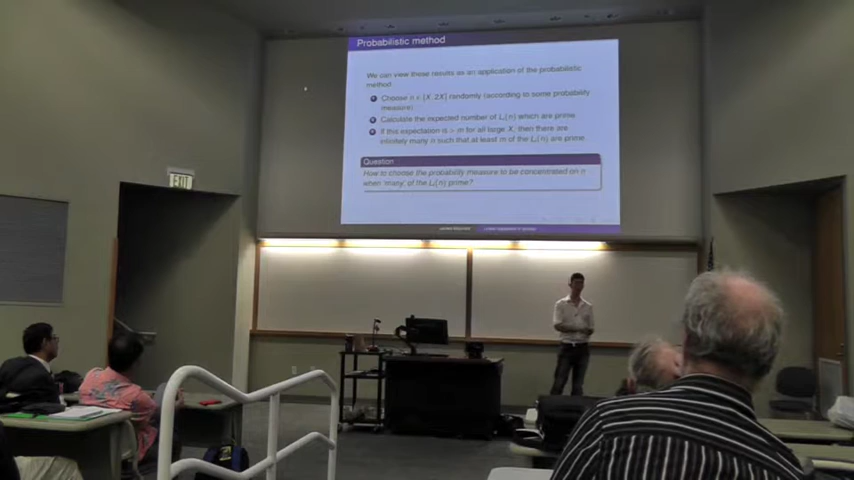 Probabilistic method
We can view these results as an application of the probabilistic
method.
1 Choose n ∈ [X, 2X] randomly (according to some probability
measure)
2 Calculate the expected number of Lᵢ(n) which are prime
3 If this expectation is > m for all large X, then there are
infinitely many n such that at least m of the Lᵢ(n) are prime
Question
How to choose the probability measure to be concentrated on n
when 'many' of the Lᵢ(n) prime?
EXIT